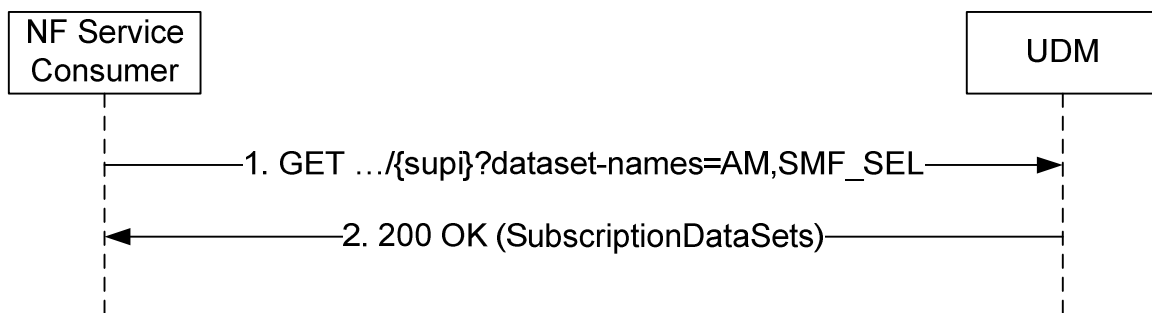 NF Service
Consumer
UDM
1. GET …/{supi}?dataset-names=AM,SMF_SEL
2. 200 OK (SubscriptionDataSets)